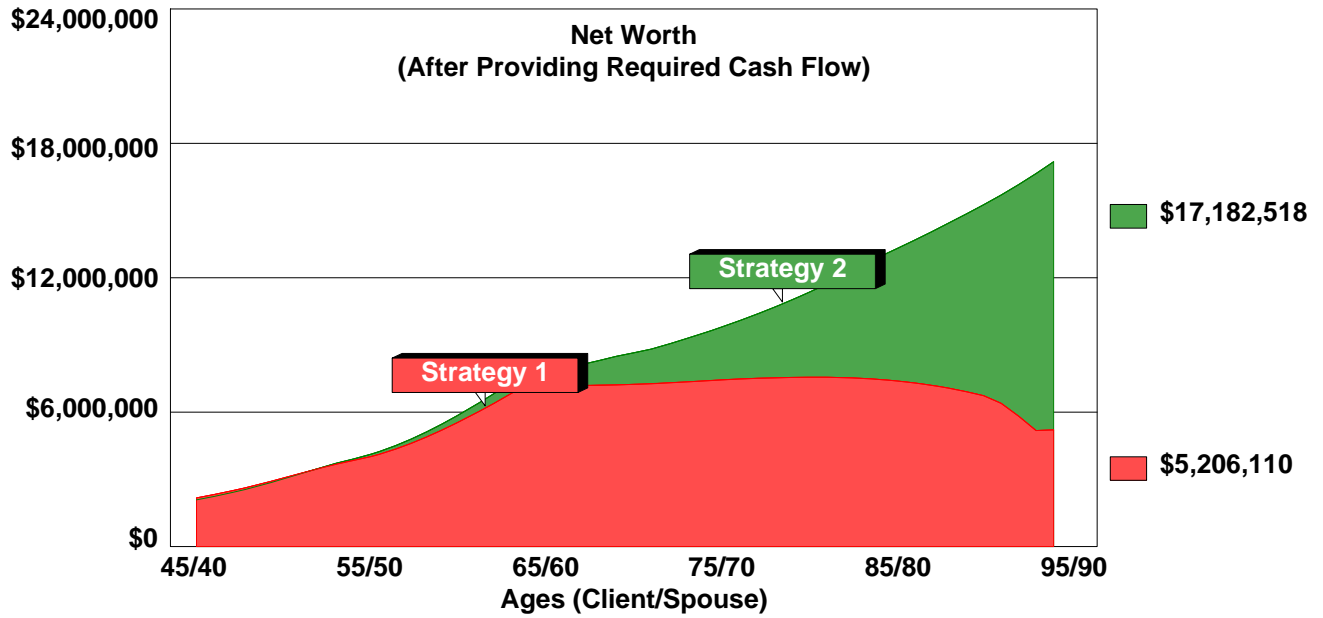 $24,000,000
Net Worth
(After Providing Required Cash Flow)
$18,000,000
$17,182,518
Strategy 2
$12,000,000
Strategy 1
$6,000,000
$5,206,110
$0
45/40 55/50 65/60 75/70 85/80 95/90
Ages (Client/Spouse)